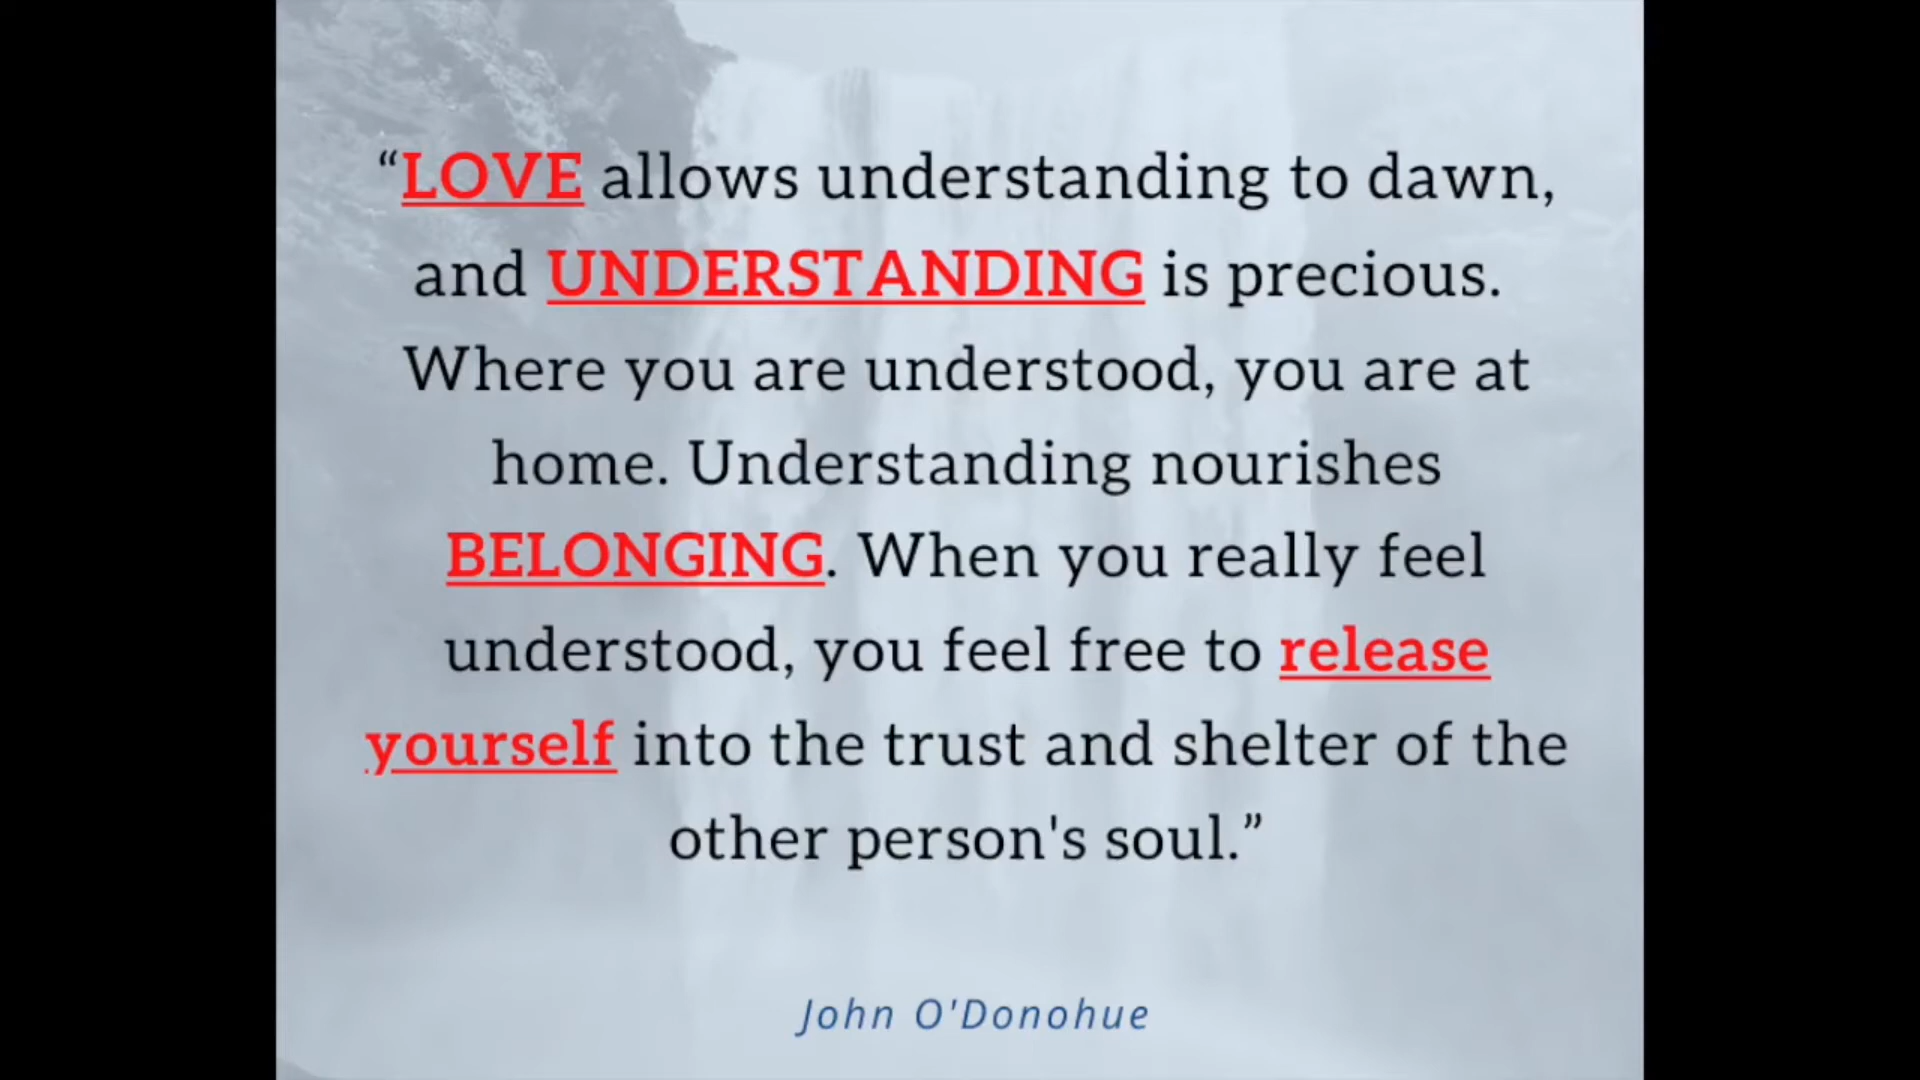 “LOVE allows understanding to dawn,
and UNDERSTANDING is precious.
Where you are understood, you are at
home. Understanding nourishes
BELONGING. When you really feel
understood, you feel free to release
yourself into the trust and shelter of the
other person's soul.”
John O'Donohue